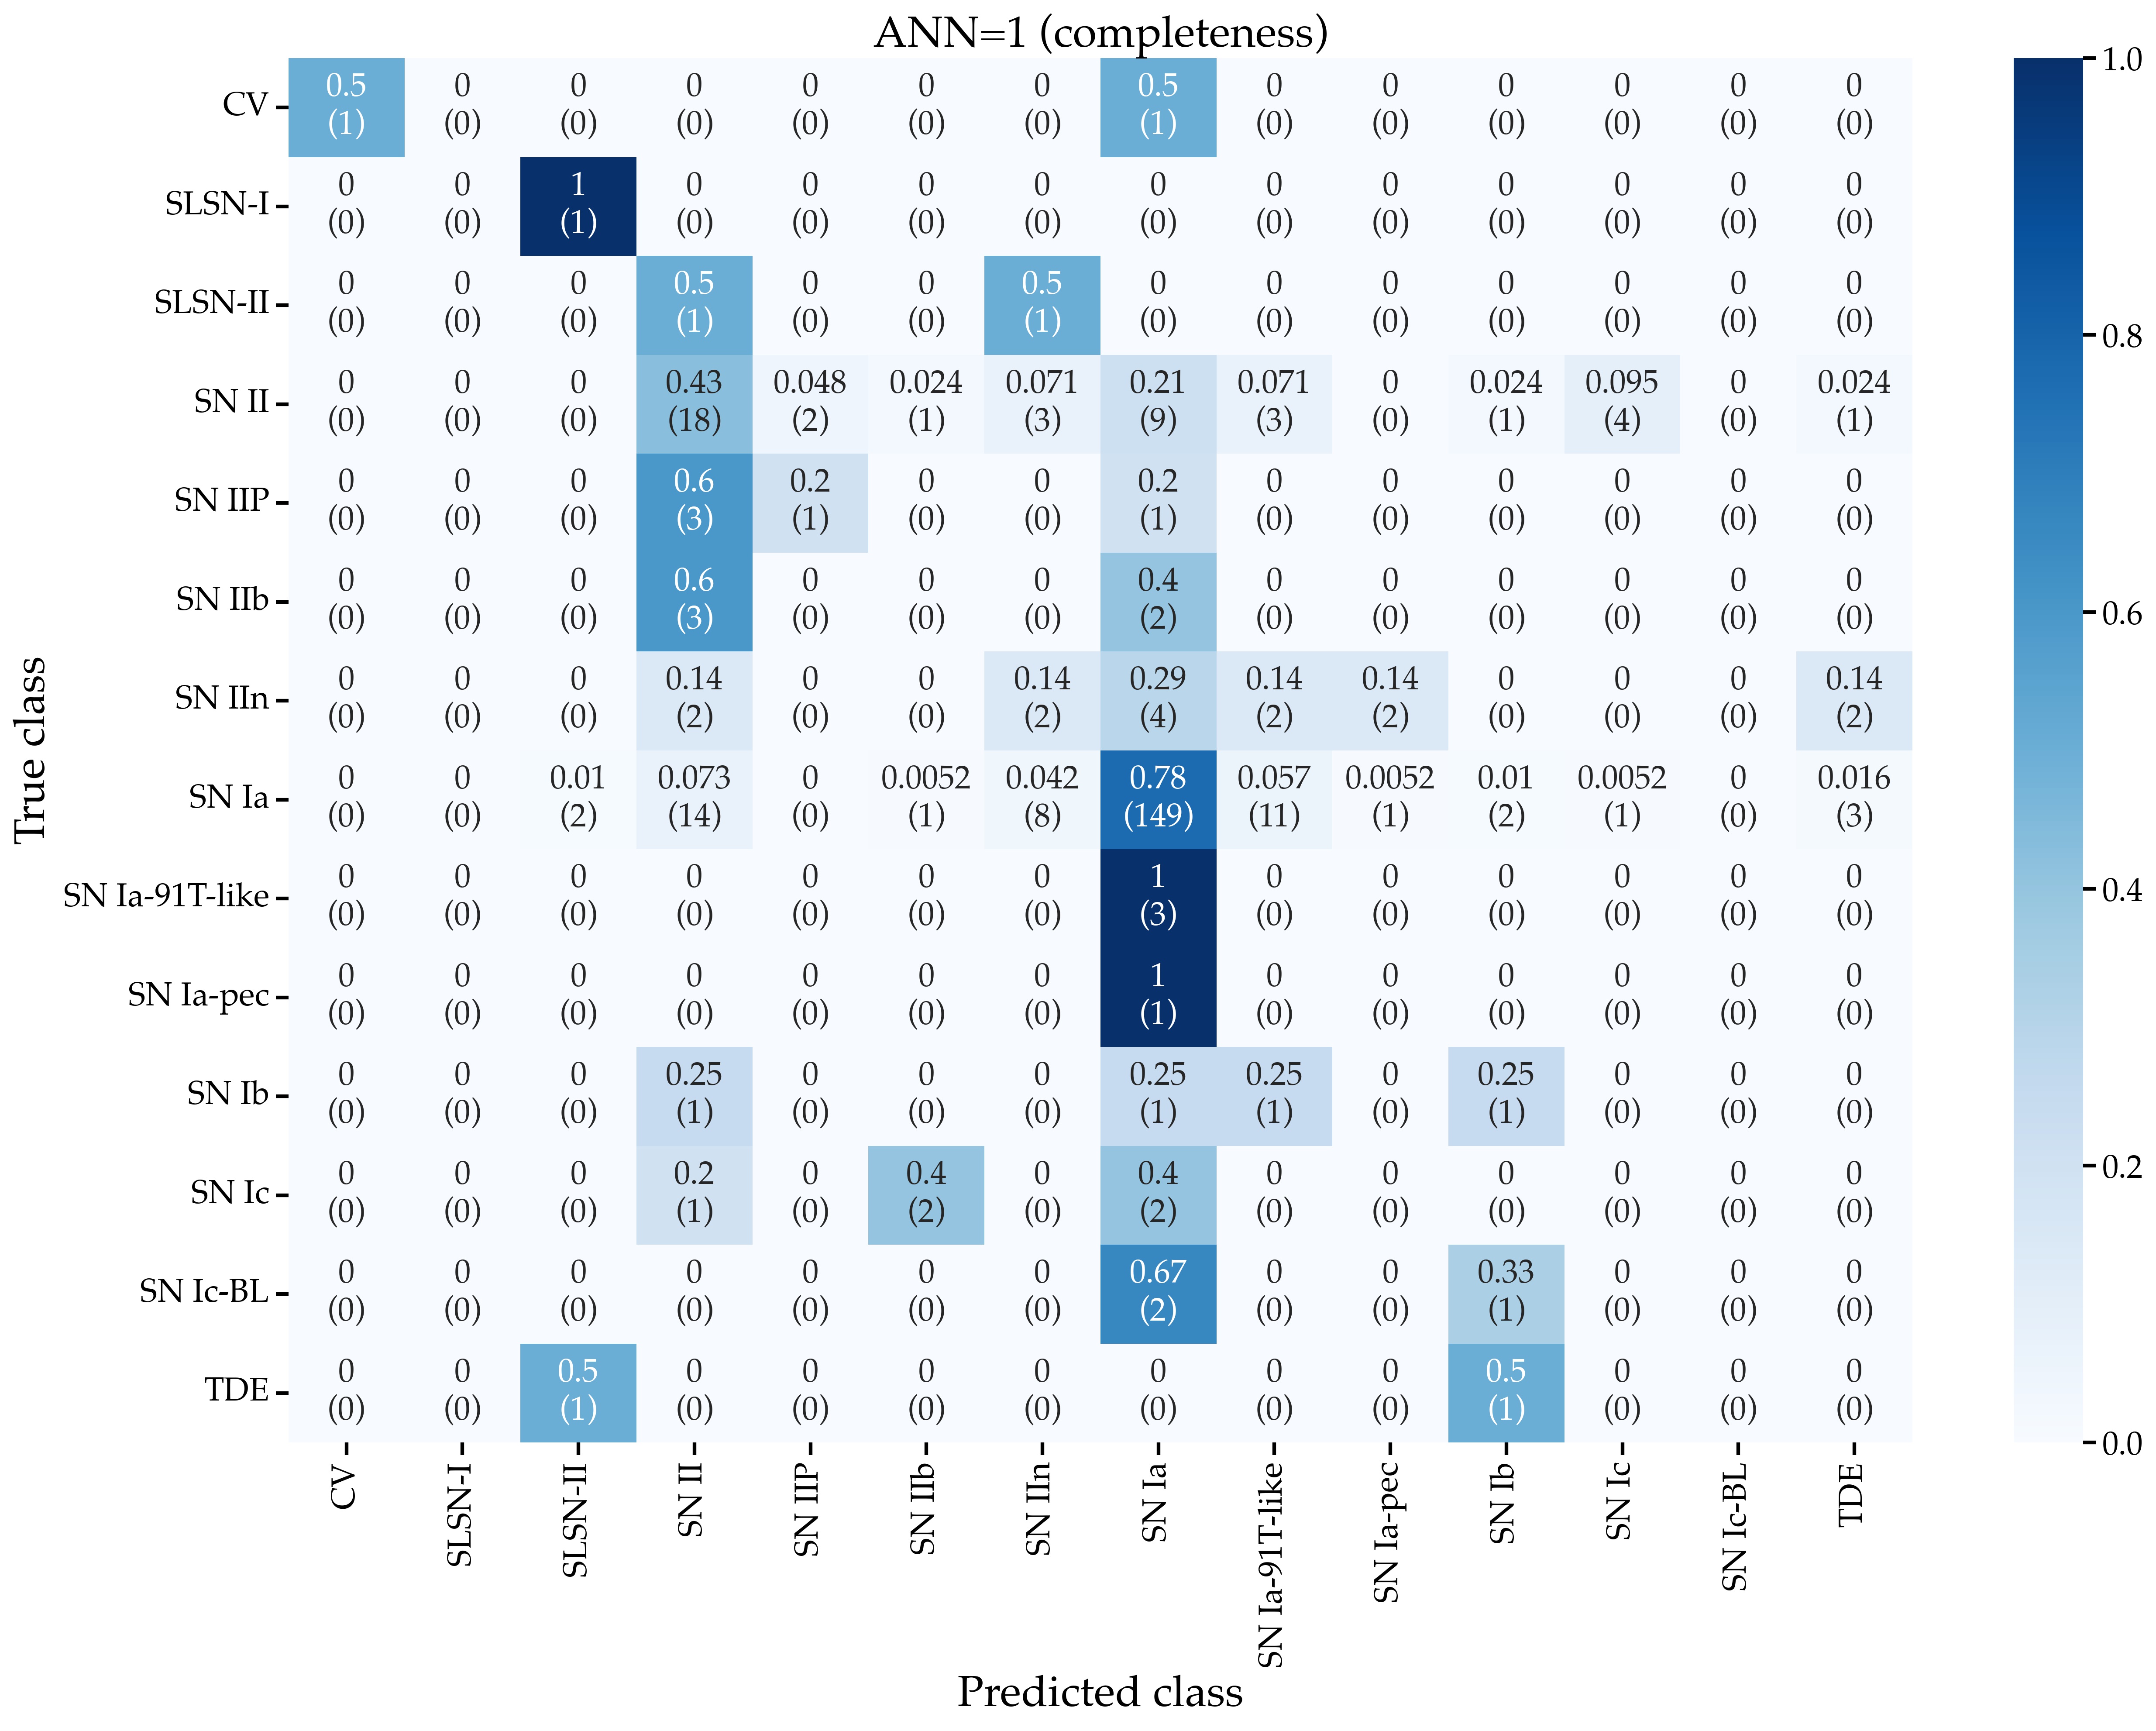 ANN=1 (completeness)
CV 0.5 0 0 0 0 0 0 0.5 0 0 0 0 0 0
(1) (0) (0) (0) (0) (0) (0) (1) (0) (0) (0) (0) (0) (0)
SLSN-I 0 0 1 0 0 0 0 0 0 0 0 0 0 0
(0) (0) (1) (0) (0) (0) (0) (0) (0) (0) (0) (0) (0) (0)
SLSN-II 0 0 0 0.5 0 0 0.5 0 0 0 0 0 0 0
(0) (0) (0) (1) (0) (0) (1) (0) (0) (0) (0) (0) (0) (0)
SN II 0 0 0 0.43 0.048 0.024 0.071 0.21 0.071 0 0.024 0.095 0 0.024
(0) (0) (0) (18) (2) (1) (3) (9) (3) (0) (1) (4) (0) (1)
SN IIP 0 0 0 0.6 0.2 0 0 0.2 0 0 0 0 0 0
(0) (0) (0) (3) (1) (0) (0) (1) (0) (0) (0) (0) (0) (0)
SN IIb 0 0 0 0.6 0 0 0 0.4 0 0 0 0 0 0
(0) (0) (0) (3) (0) (0) (0) (2) (0) (0) (0) (0) (0) (0)
SN IIn 0 0 0 0.14 0 0 0.14 0.29 0.14 0.14 0 0 0 0.14
(0) (0) (0) (2) (0) (0) (2) (4) (2) (2) (0) (0) (0) (2)
SN Ia 0 0 0.01 0.073 0 0.0052 0.042 0.78 0.057 0.0052 0.01 0.0052 0 0.016
(0) (0) (2) (14) (0) (1) (8) (149) (11) (1) (2) (1) (0) (3)
SN Ia-91T-like 0 0 0 0 0 0 0 1 0 0 0 0 0 0
(0) (0) (0) (0) (0) (0) (0) (3) (0) (0) (0) (0) (0) (0)
SN Ia-pec 0 0 0 0 0 0 0 1 0 0 0 0 0 0
(0) (0) (0) (0) (0) (0) (0) (1) (0) (0) (0) (0) (0) (0)
SN Ib 0 0 0 0.25 0 0 0 0.25 0.25 0 0.25 0 0 0
(0) (0) (0) (1) (0) (0) (0) (1) (1) (0) (1) (0) (0) (0)
SN Ic 0 0 0 0.2 0 0.4 0 0.4 0 0 0 0 0 0
(0) (0) (0) (1) (0) (2) (0) (2) (0) (0) (0) (0) (0) (0)
SN Ic-BL 0 0 0 0 0 0 0 0.67 0 0 0.33 0 0 0
(0) (0) (0) (0) (0) (0) (0) (2) (0) (0) (1) (0) (0) (0)
TDE 0 0 0.5 0 0 0 0 0 0 0 0.5 0 0 0
(0) (0) (1) (0) (0) (0) (0) (0) (0) (0) (1) (0) (0) (0)
CV
SLSN-I
SLSN-II
SN II
SN IIP
SN IIb
SN IIn
SN Ia
SN Ia-91T-like
SN Ia-pec
SN Ib
SN Ic
SN Ic-BL
TDE
Predicted class
True class
1.0
0.8
0.6
0.4
0.2
0.0